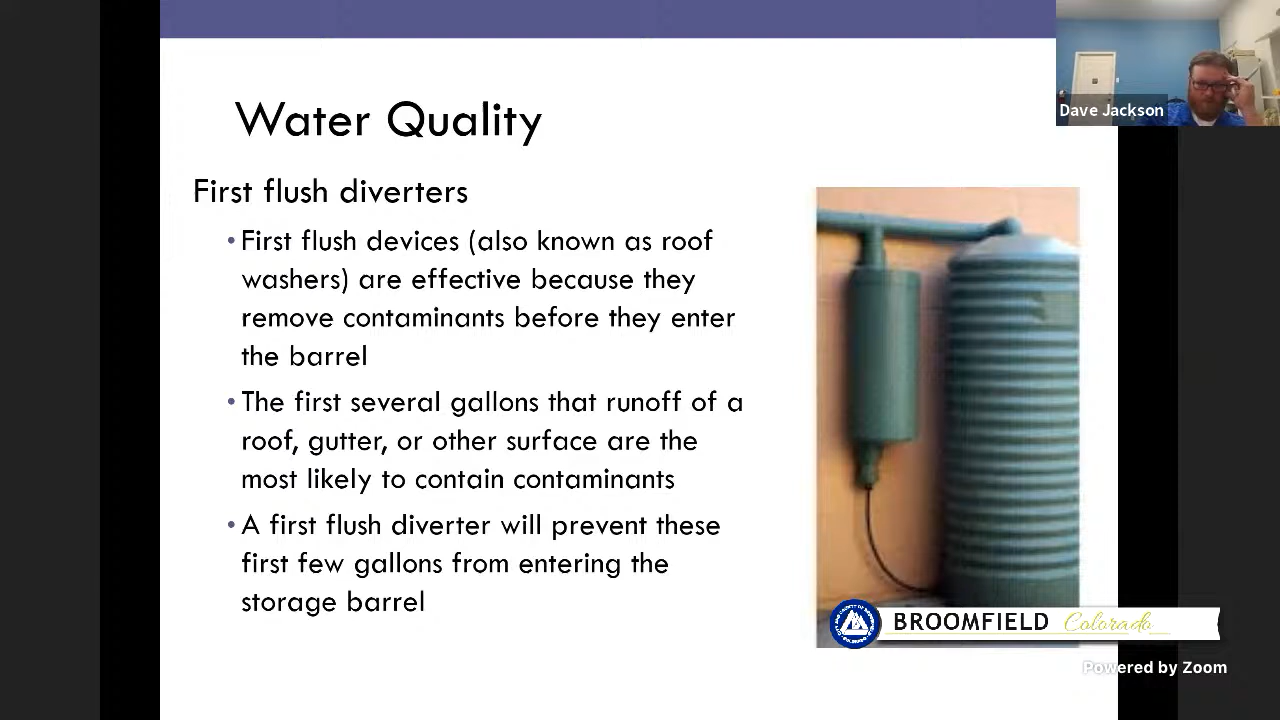 Dave Jackson
Water Quality
First flush diverters
• First flush devices (also known as roof
washers) are effective because they
remove contaminants before they enter
the barrel
• The first several gallons that runoff of a
roof, gutter, or other surface are the
most likely to contain contaminants
• A first flush diverter will prevent these
first few gallons from entering the
storage barrel
BROOMFIELD Colorado
Powered by Zoom